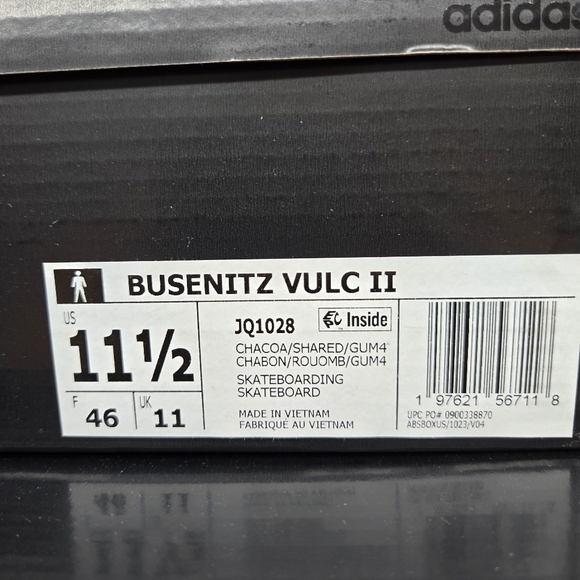 adidas
BUSENITZ VULC II
US
11½
F
46
UK
11
JQ1028
Inside
CHACOA/SHARED/GUM4
CHABON/ROUOMB/GUM4
SKATEBOARDING
SKATEBOARD
MADE IN VIETNAM
FABRIQUÉ AU VIETNAM
1 97621 56711 8
UPC PO# 0900338870
ABSBOXUS/1023/V04